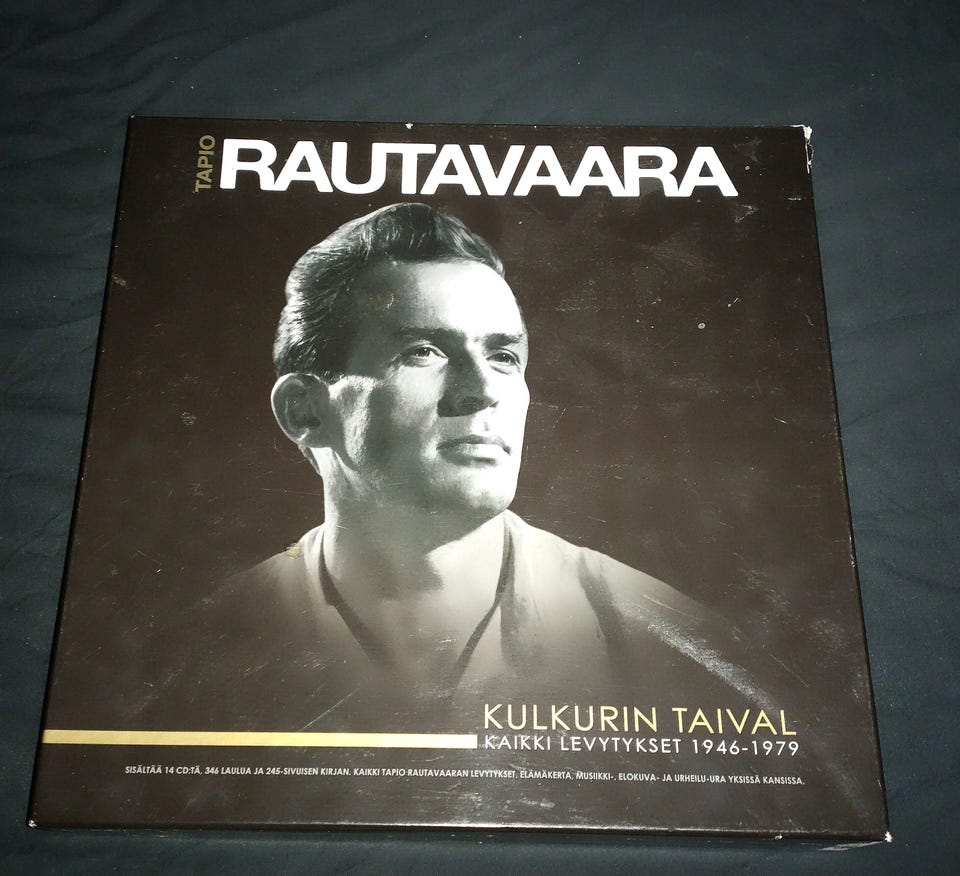 TAPIO RAUTAVAARA
KULKURIN TAIVAL
KAIKKI LEVYTYKSET 1946-1979
SISÄLTÄÄ 14 CD:TÄ, 346 LAULUA JA 245-SIVUISEN KIRJAN. KAIKKI TAPIO RAUTAVAARAN LEVYTYKSET, ELÄMÄKERTA, MUSIIKKI-, ELOKUVA- JA URHEILU-URA YKSISSÄ KANSISSA.